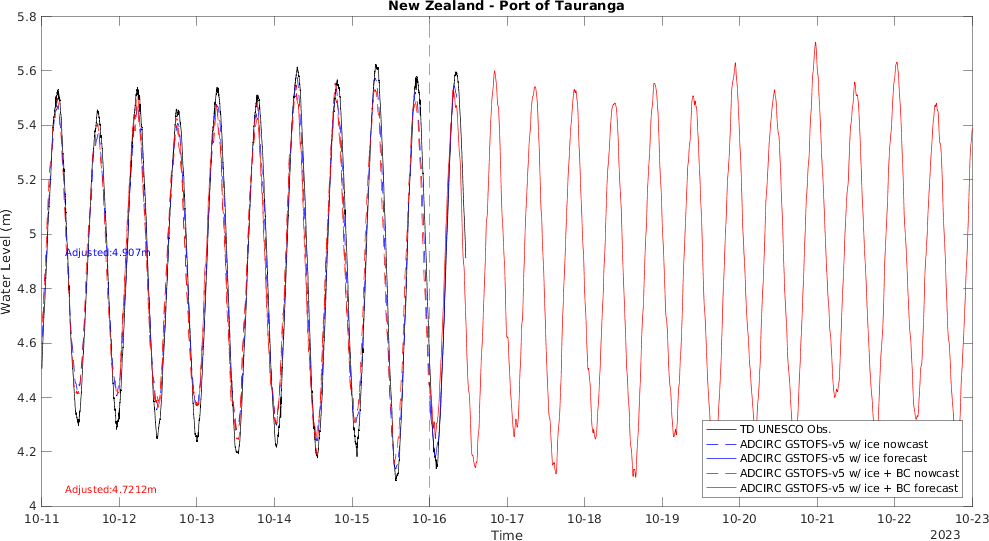 New Zealand - Port of Tauranga
5.8
5.6
5.4
5.2
5
4.8
4.6
4.4
4.2
4
Water Level (m)
Adjusted:4.907m
Adjusted:4.7212m
TD UNESCO Obs.
ADCIRC GSTOFS-v5 w/ ice nowcast
ADCIRC GSTOFS-v5 w/ ice forecast
ADCIRC GSTOFS-v5 w/ ice + BC nowcast
ADCIRC GSTOFS-v5 w/ ice + BC forecast
10-11 10-12 10-13 10-14 10-15 10-16 10-17 10-18 10-19 10-20 10-21 10-22 10-23
Time
2023